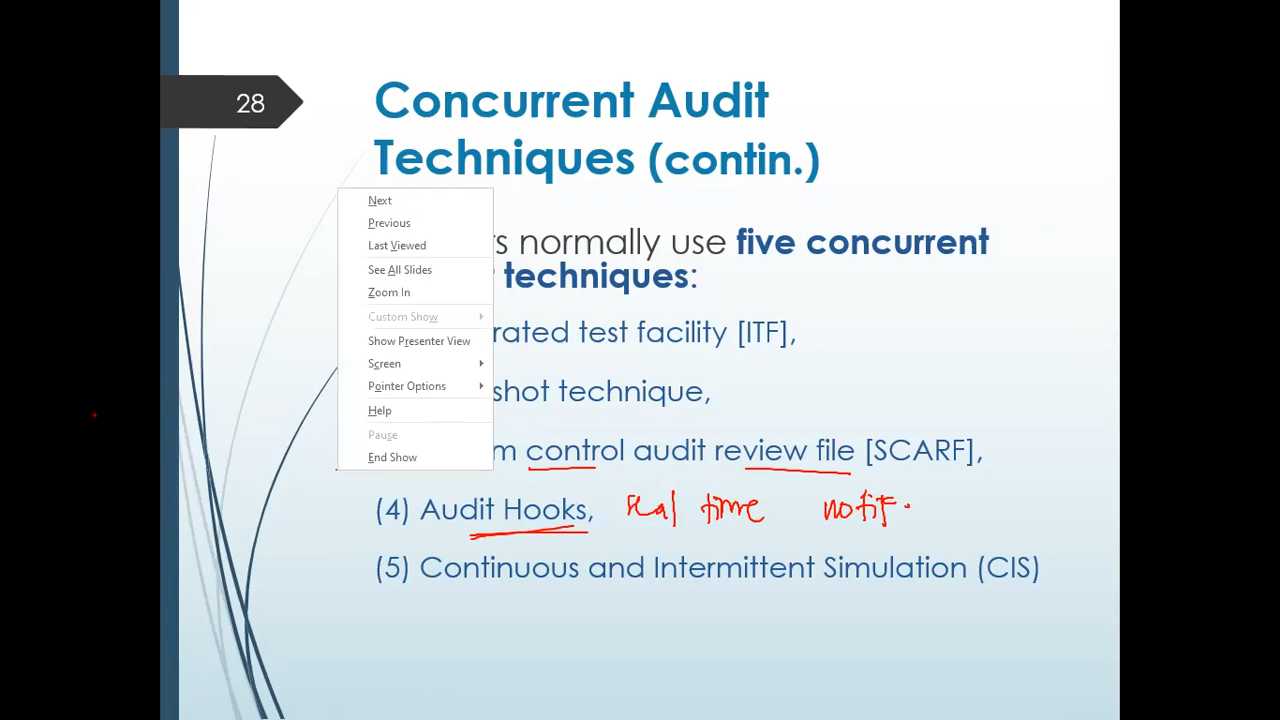 28
Concurrent Audit
Techniques (contin.)
Next
Previous
Last Viewed
See All Slides
Zoom In
Custom Show
Show Presenter View
Screen
Pointer Options
Help
Pause
End Show
rs normally use five concurrent
techniques:
rated test facility [ITF],
shot technique,
m control audit review file [SCARF],
(4) Audit Hooks, real time notif.
(5) Continuous and Intermittent Simulation (CIS)